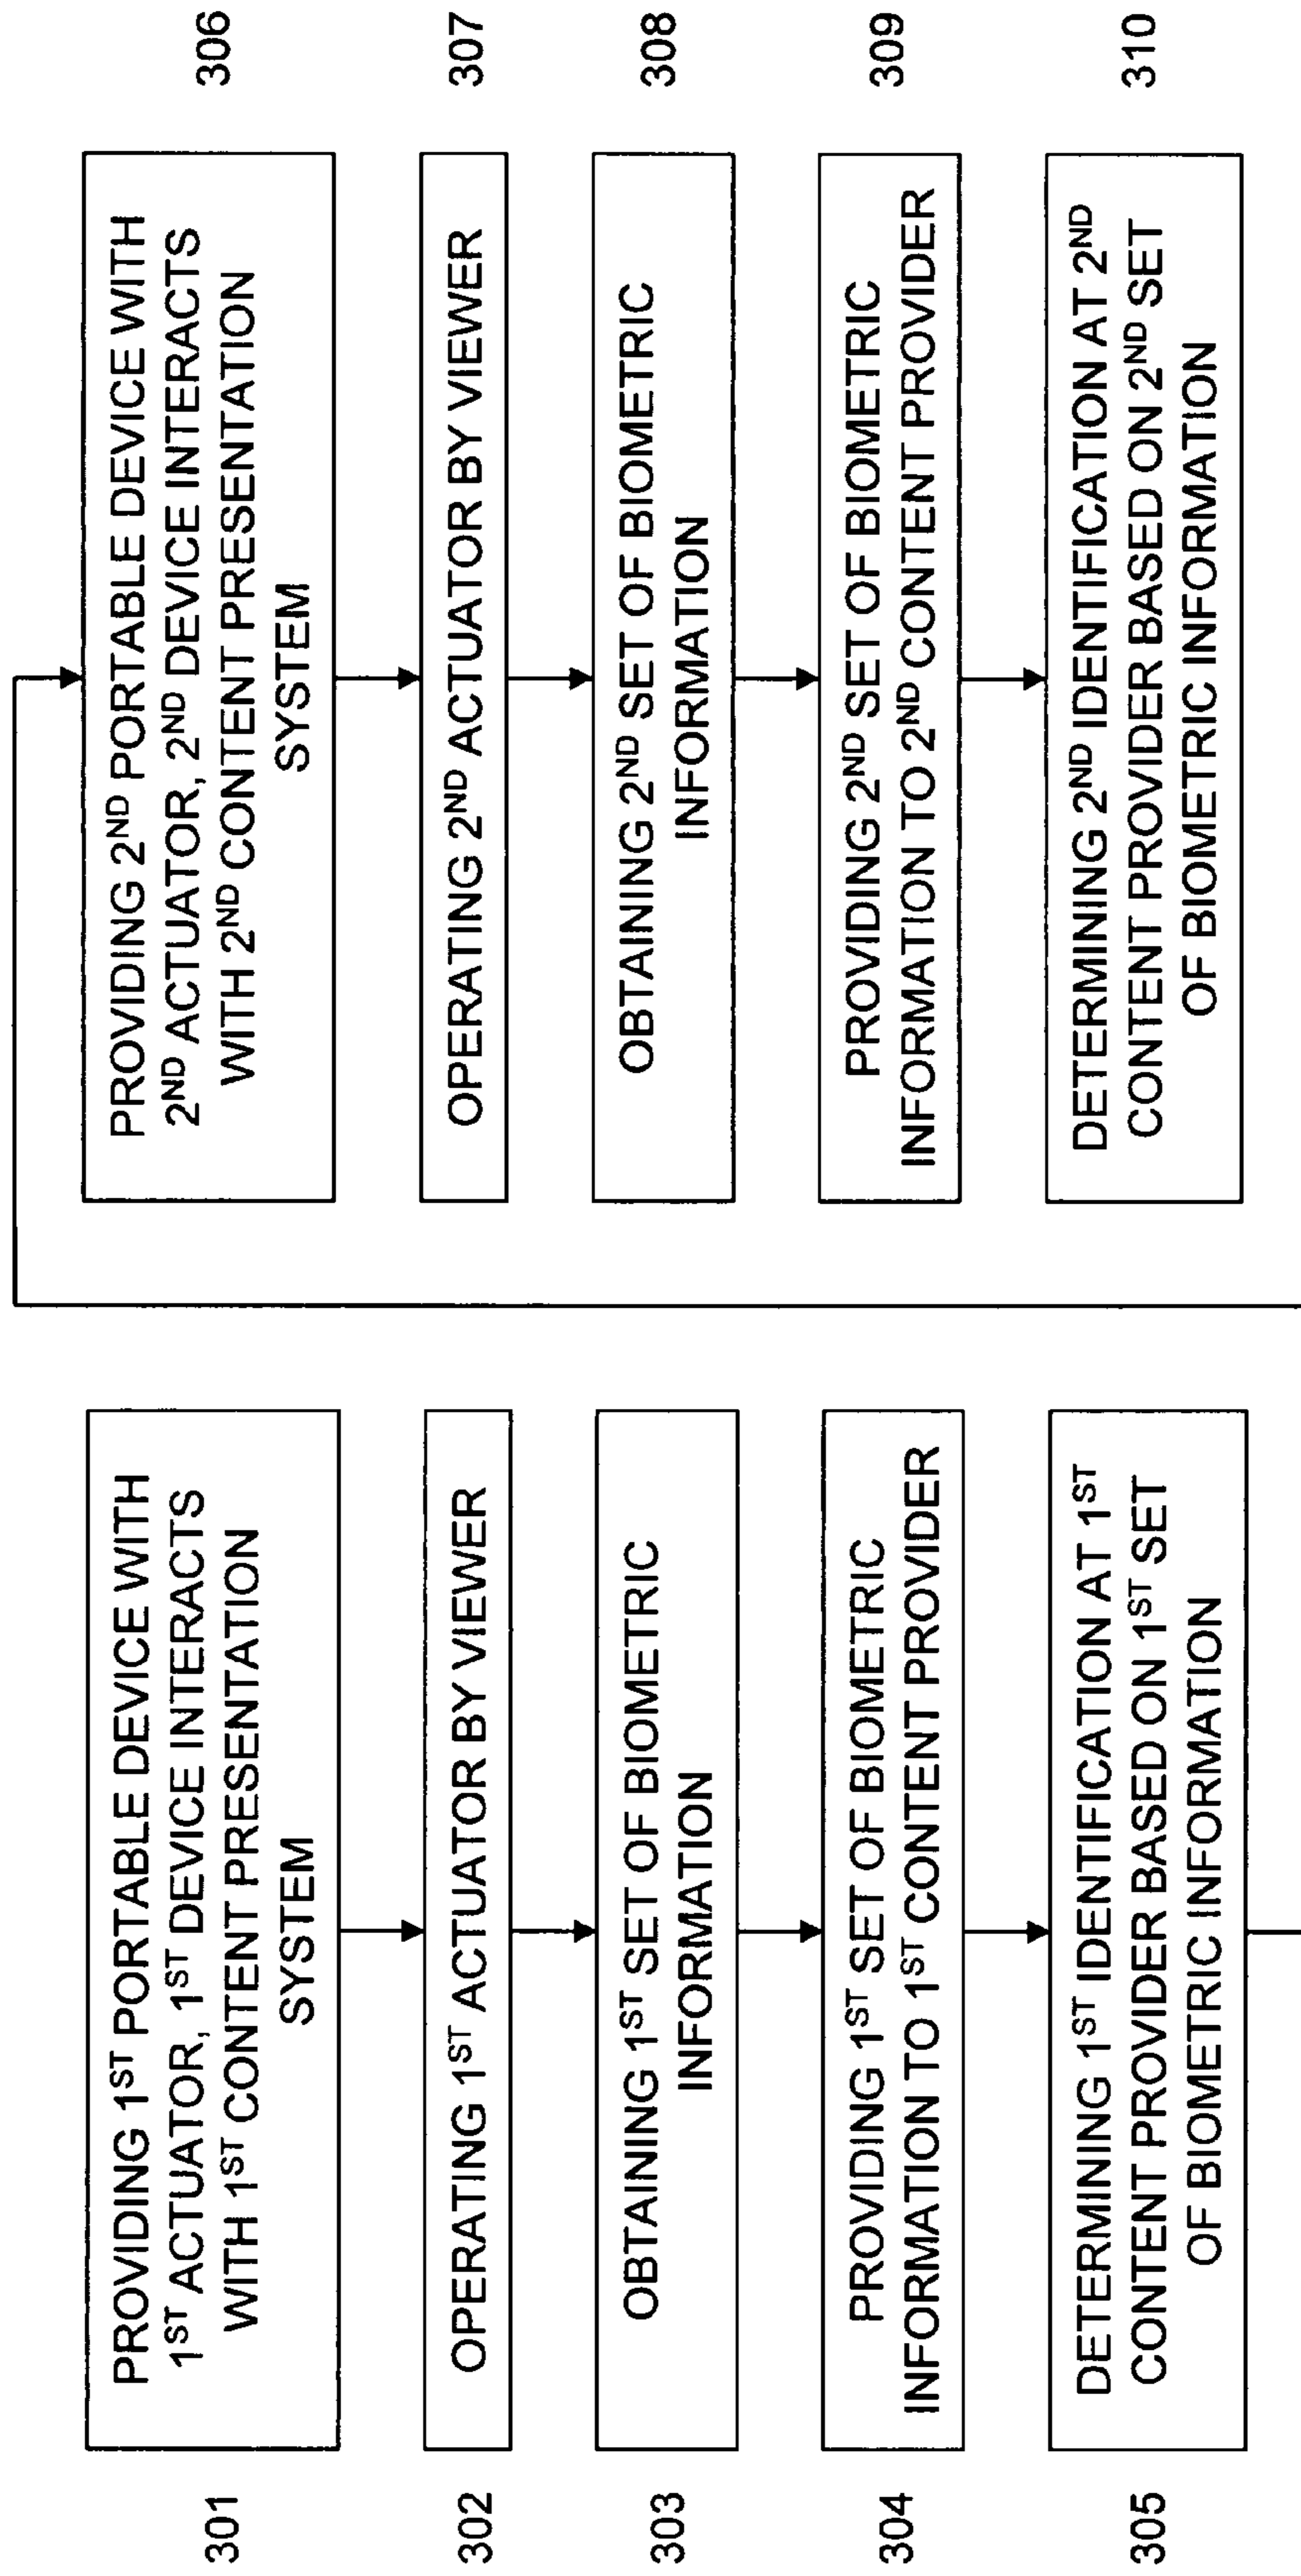 301
PROVIDING 1ST PORTABLE DEVICE WITH
1ST ACTUATOR, 1ST DEVICE INTERACTS
WITH 1ST CONTENT PRESENTATION
SYSTEM
302
OPERATING 1ST ACTUATOR BY VIEWER
303
OBTAINING 1ST SET OF BIOMETRIC
INFORMATION
304
PROVIDING 1ST SET OF BIOMETRIC
INFORMATION TO 1ST CONTENT PROVIDER
305
DETERMINING 1ST IDENTIFICATION AT 1ST
CONTENT PROVIDER BASED ON 1ST SET
OF BIOMETRIC INFORMATION
PROVIDING 2ND PORTABLE DEVICE WITH
2ND ACTUATOR, 2ND DEVICE INTERACTS
WITH 2ND CONTENT PRESENTATION
SYSTEM
306
OPERATING 2ND ACTUATOR BY VIEWER
307
OBTAINING 2ND SET OF BIOMETRIC
INFORMATION
308
PROVIDING 2ND SET OF BIOMETRIC
INFORMATION TO 2ND CONTENT PROVIDER
309
DETERMINING 2ND IDENTIFICATION AT 2ND
CONTENT PROVIDER BASED ON 2ND SET
OF BIOMETRIC INFORMATION
310